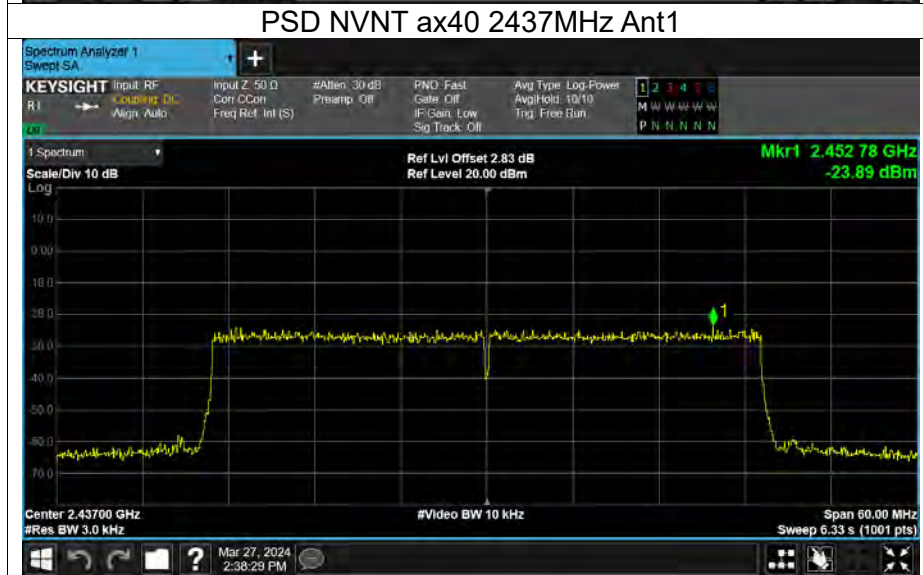 PSD NVNT ax40 2437MHz Ant1
Spectrum Analyzer 1
Swept SA
+
KEYSIGHT Input: RF Input Z: 50 Ω #Atten: 30 dB PNO: Fast Avg Type: Log-Power 1 2 3 4 5 6
Coupling: DC Corr CCorr Preamp: Off Gate: Off Avg|Hold: 10/10 M W W W W W
Align: Auto Freq Ref: Int (S) IF Gain: Low Trig: Free Run
Sig Track: Off P N N N N N
1 Spectrum Ref Lvl Offset 2.83 dB Mkr1 2.452 78 GHz
Scale/Div 10 dB Ref Level 20.00 dBm -23.89 dBm
Log
10.0
0.00
-10.0
-20.0
1
-30.0
-40.0
-50.0
-60.0
-70.0
Center 2.43700 GHz #Video BW 10 kHz Span 60.00 MHz
#Res BW 3.0 kHz Sweep 6.33 s (1001 pts)
? Mar 27, 2024
2:38:29 PM